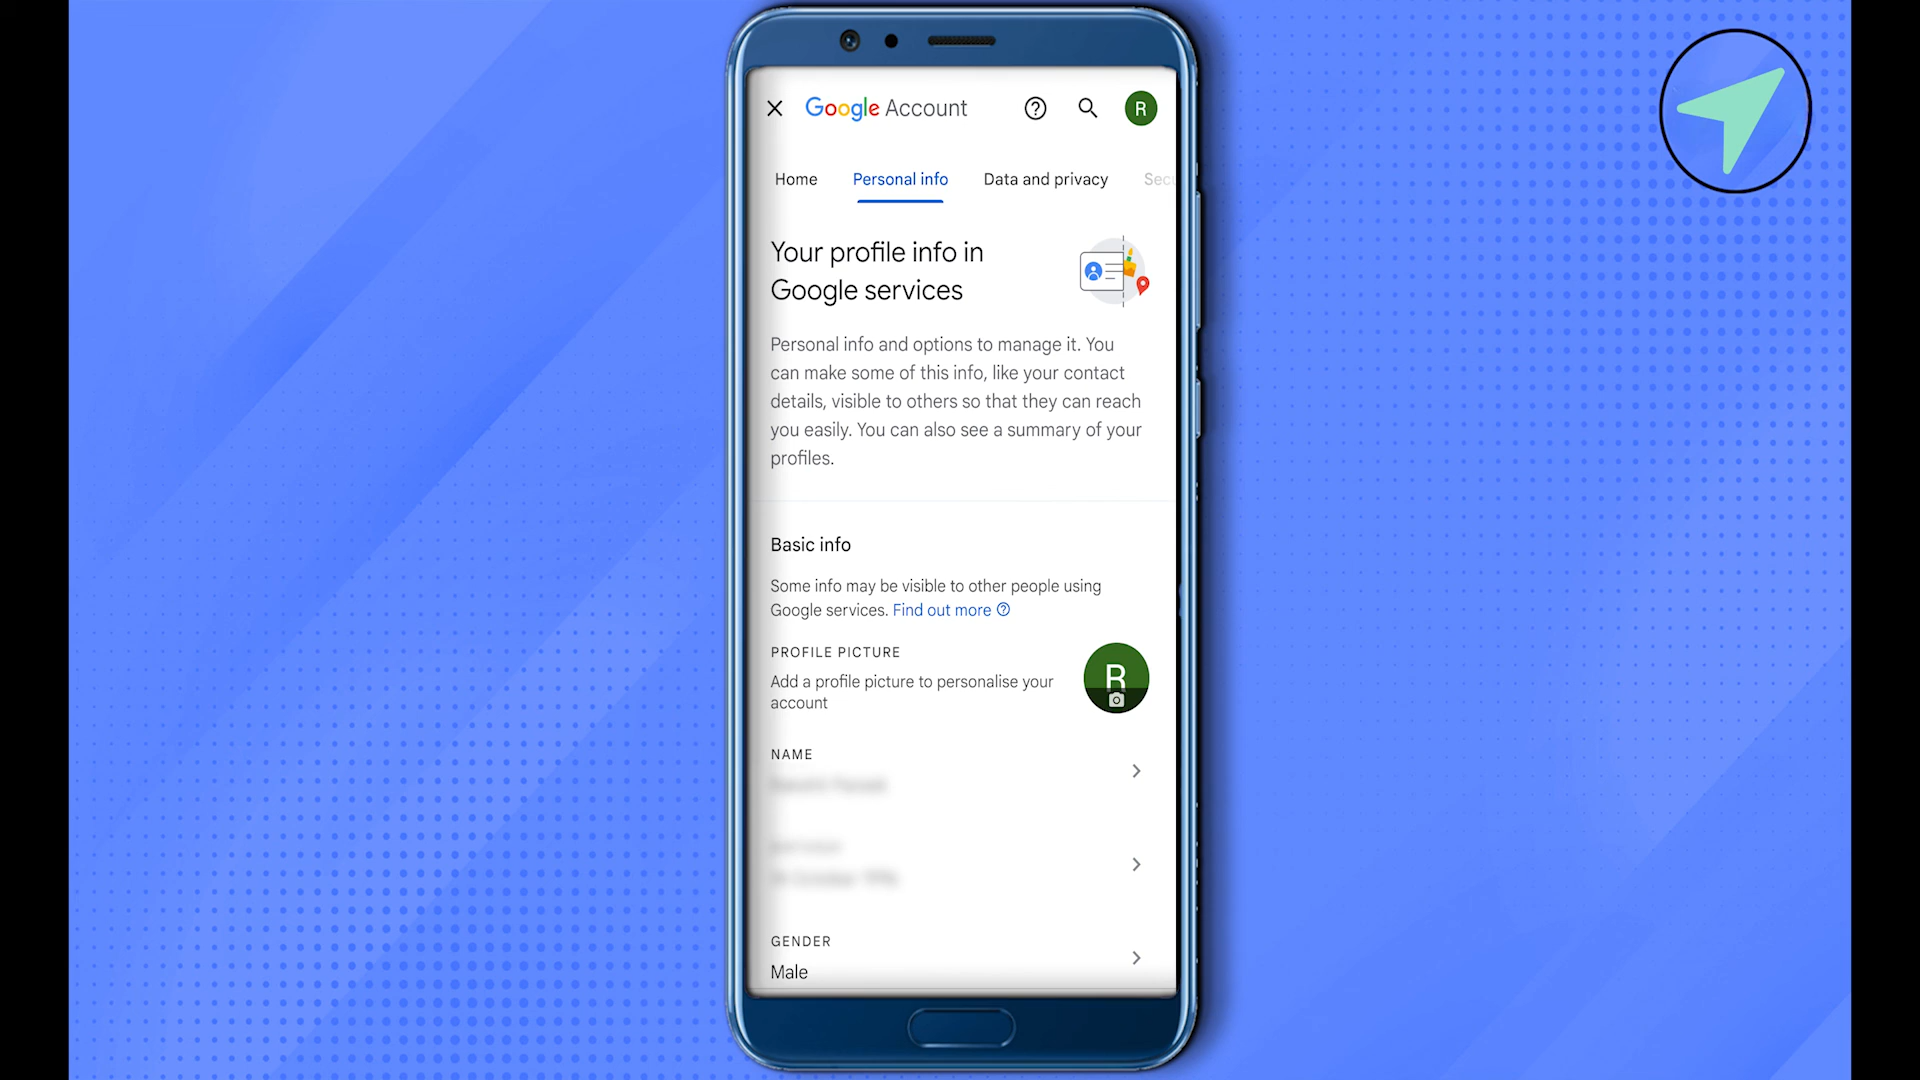 Google Account
R
Home Personal info Data and privacy
Your profile info in
Google services
Personal info and options to manage it. You
can make some of this info, like your contact
details, visible to others so that they can reach
you easily. You can also see a summary of your
profiles.
Basic info
Some info may be visible to other people using
Google services. Find out more
PROFILE PICTURE
Add a profile picture to personalise your
account
R
NAME
GENDER
Male